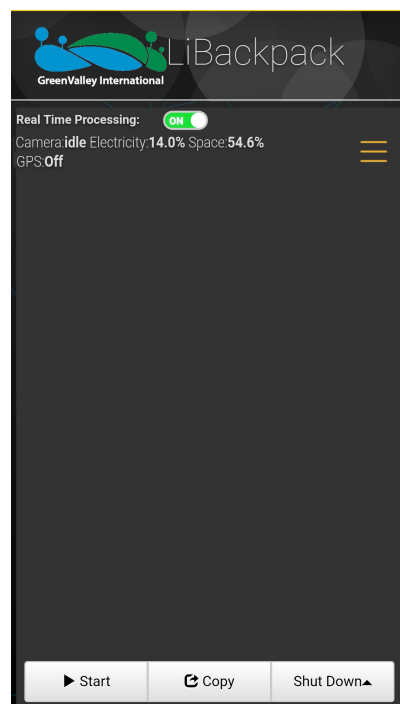 LiBackpack
GreenValley International
Real Time Processing: ON
Camera:idle Electricity:14.0% Space:54.6%
GPS:Off
Start Copy Shut Down